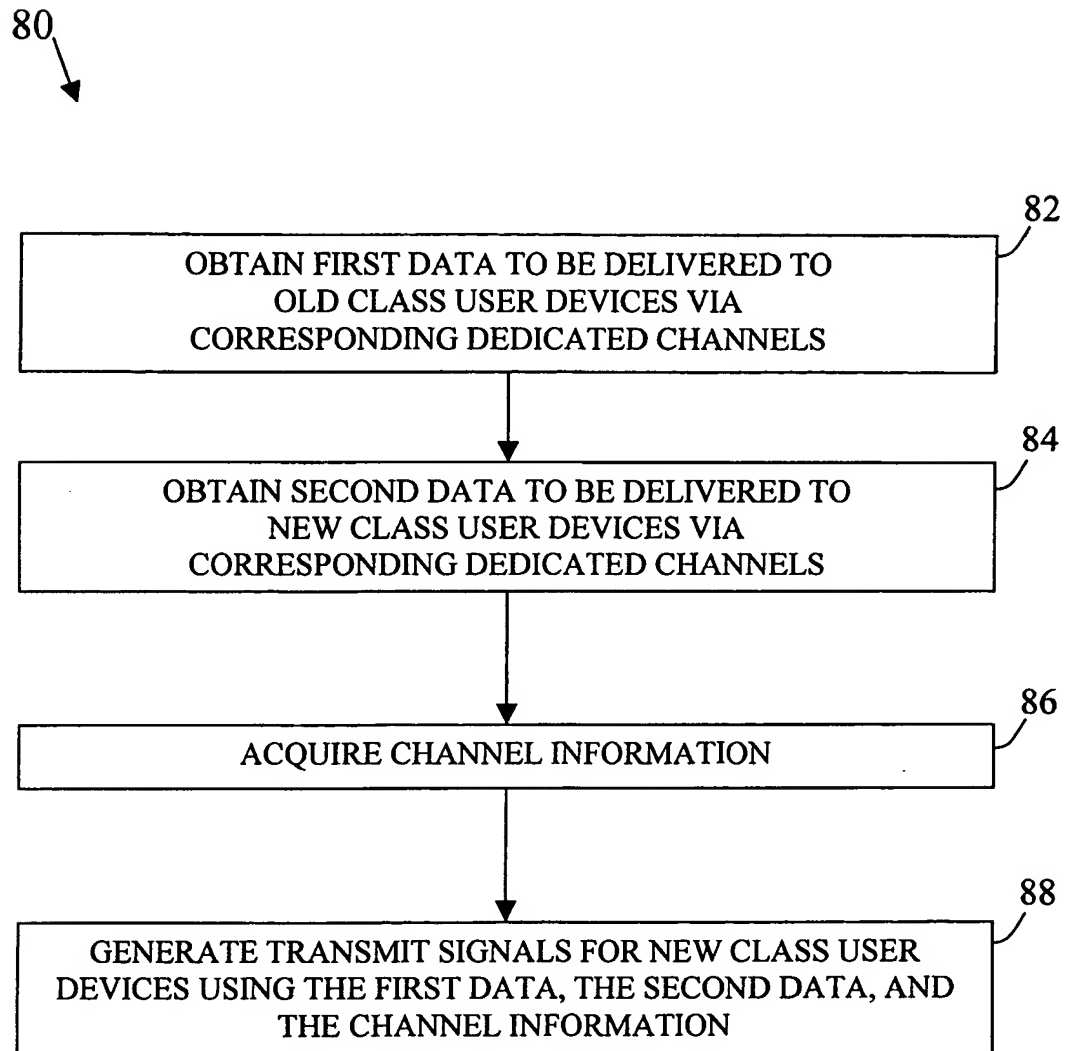 80
82
OBTAIN FIRST DATA TO BE DELIVERED TO
OLD CLASS USER DEVICES VIA
CORRESPONDING DEDICATED CHANNELS
84
OBTAIN SECOND DATA TO BE DELIVERED TO
NEW CLASS USER DEVICES VIA
CORRESPONDING DEDICATED CHANNELS
86
ACQUIRE CHANNEL INFORMATION
88
GENERATE TRANSMIT SIGNALS FOR NEW CLASS USER
DEVICES USING THE FIRST DATA, THE SECOND DATA, AND
THE CHANNEL INFORMATION